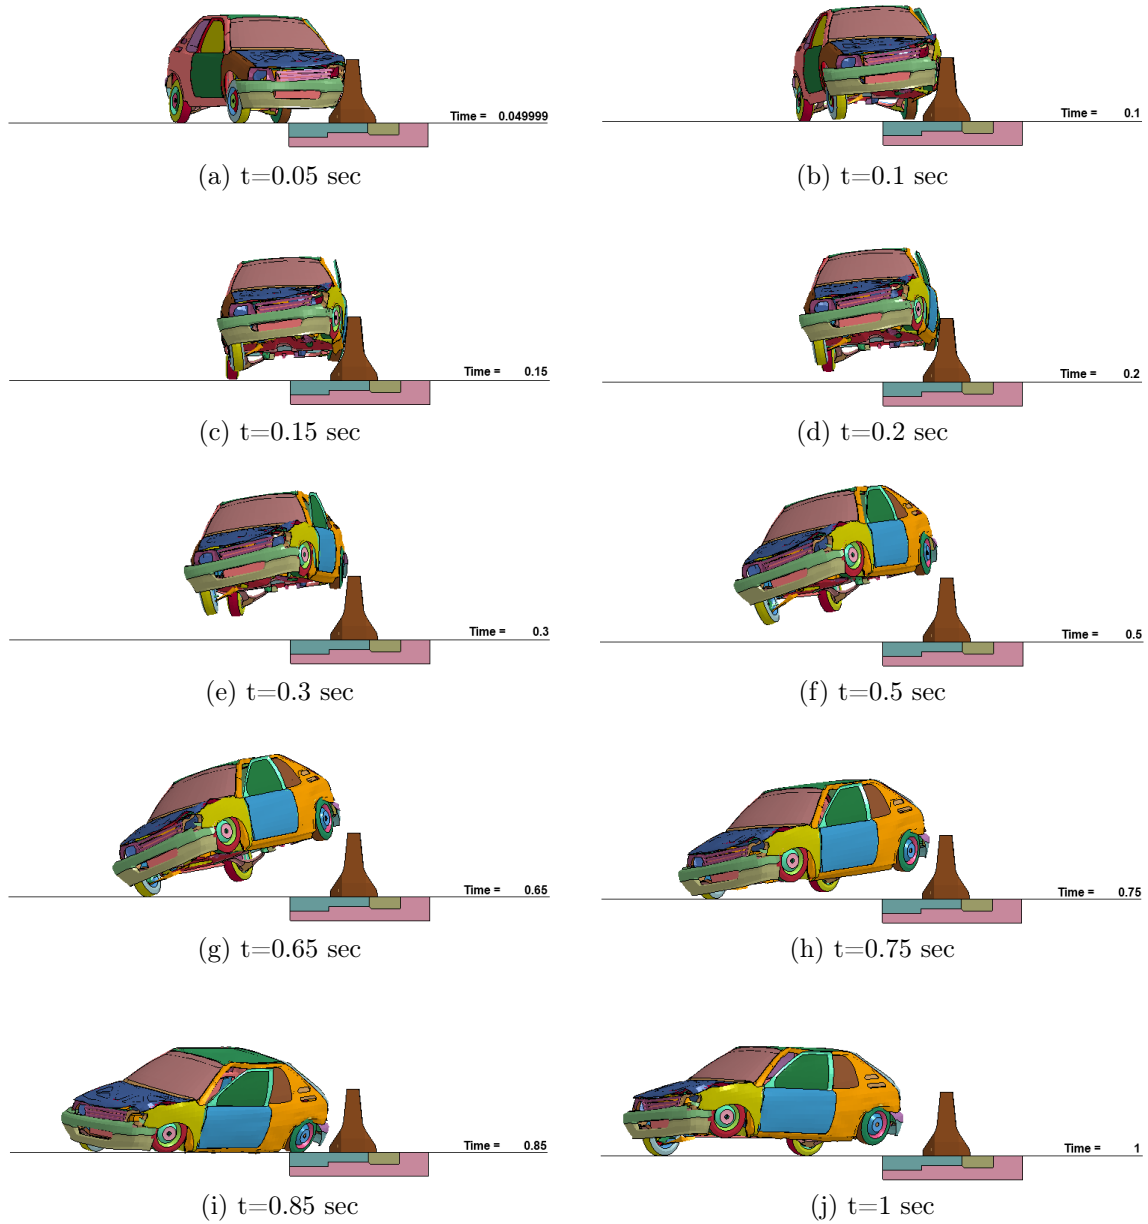 Time = 0.049999
Time = 0.1
(a) t=0.05 sec
(b) t=0.1 sec
Time = 0.15
Time = 0.2
(c) t=0.15 sec
(d) t=0.2 sec
Time = 0.3
Time = 0.5
(e) t=0.3 sec
(f) t=0.5 sec
Time = 0.65
Time = 0.75
(g) t=0.65 sec
(h) t=0.75 sec
Time = 0.85
Time = 1
(i) t=0.85 sec
(j) t=1 sec